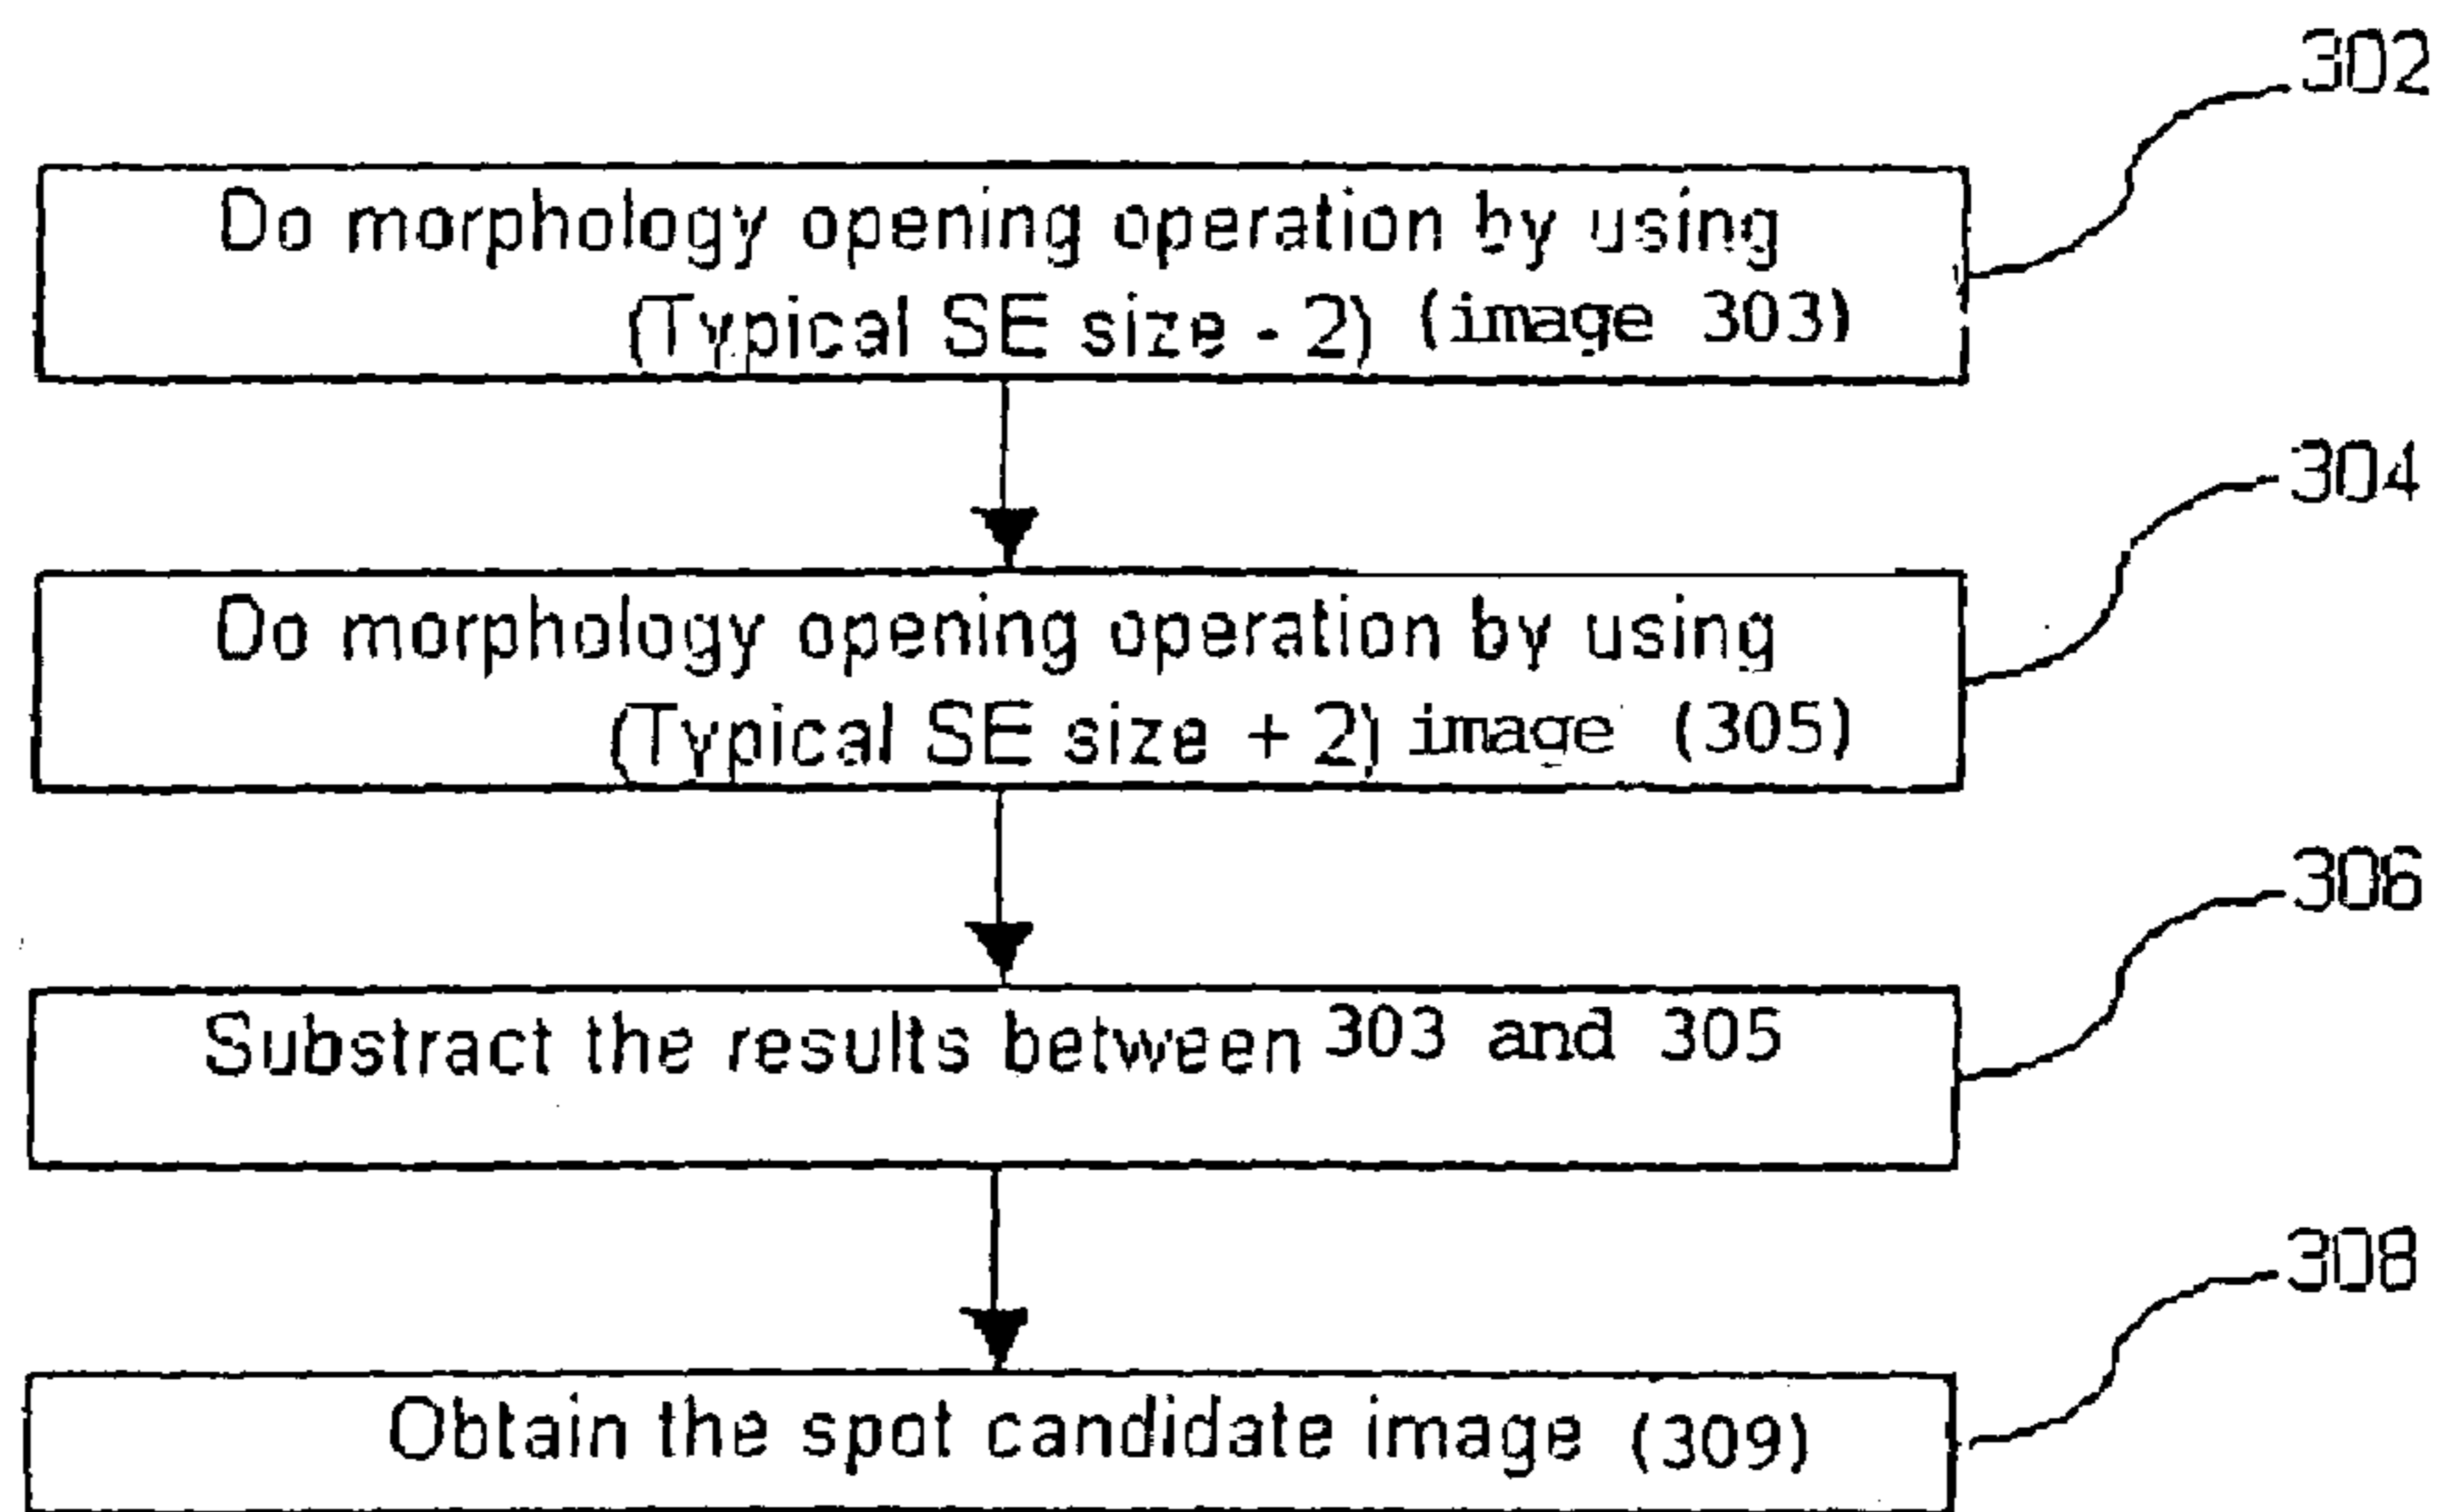 302
Do morphology opening operation by using
(Typical SE size - 2) (image 303)
304
Do morphology opening operation by using
(Typical SE size + 2) image (305)
306
Substract the results between 303 and 305
308
Obtain the spot candidate image (309)